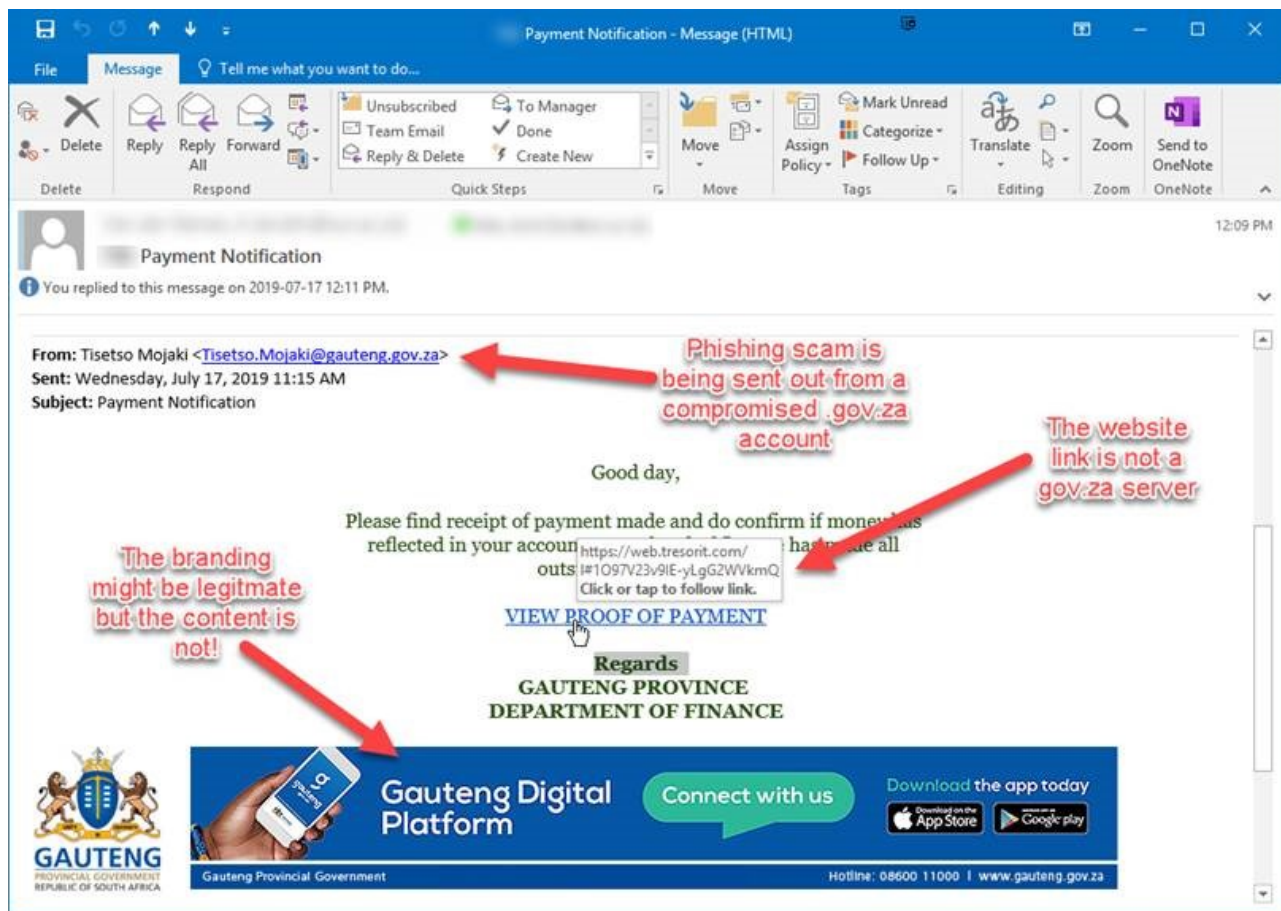 Payment Notification - Message (HTML)
File Message Tell me what you want to do...
Delete
Reply
Reply All
Forward
Unsubscribed
Team Email
Reply & Delete
To Manager
Done
Create New
Move
Assign Policy
Mark Unread
Categorize
Follow Up
Translate
Zoom
Send to OneNote
Delete Respond Quick Steps Move Tags Editing Zoom OneNote
12:09 PM
Payment Notification
You replied to this message on 2019-07-17 12:11 PM.
From: Tisetso Mojaki <Tisetso.Mojaki@gauteng.gov.za>
Sent: Wednesday, July 17, 2019 11:15 AM
Subject: Payment Notification
Phishing scam is
being sent out from a
compromised .gov.za
account
The website
link is not a
gov.za server
Good day,
Please find receipt of payment made and do confirm if money has
reflected in your all
https://web.tresorit.com/
l#1O97V23v9lE-yLgG2WVkmQ
Click or tap to follow link.
VIEW PROOF OF PAYMENT
The branding
might be legitmate
but the content is
not!
Regards
GAUTENG PROVINCE
DEPARTMENT OF FINANCE
GAUTENG
PROVINCIAL GOVERNMENT
REPUBLIC OF SOUTH AFRICA
g
gauteng
Gauteng Digital
Platform
Connect with us
Download the app today
Download on the
App Store
Google play
Gauteng Provincial Government
Hotline: 08600 11000 | www.gauteng.gov.za